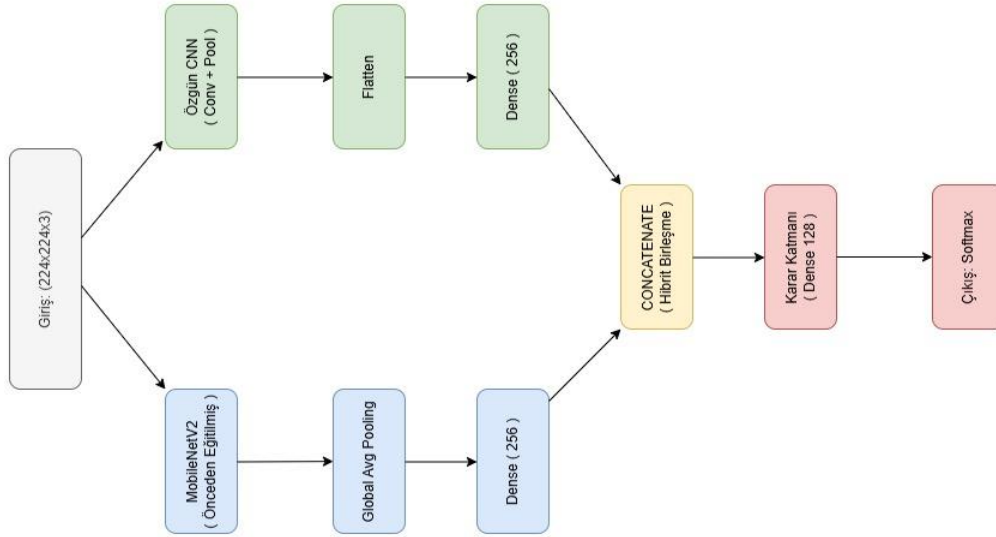 Giriş: (224x224x3)
MobileNetV2
( Önceden Eğitilmiş )
Global Avg Pooling
Dense ( 256 )
Özgün CNN
( Conv + Pool )
Flatten
Dense ( 256 )
CONCATENATE
( Hibrit Birleşme )
Karar Katmanı
( Dense 128 )
Çıkış: Softmax